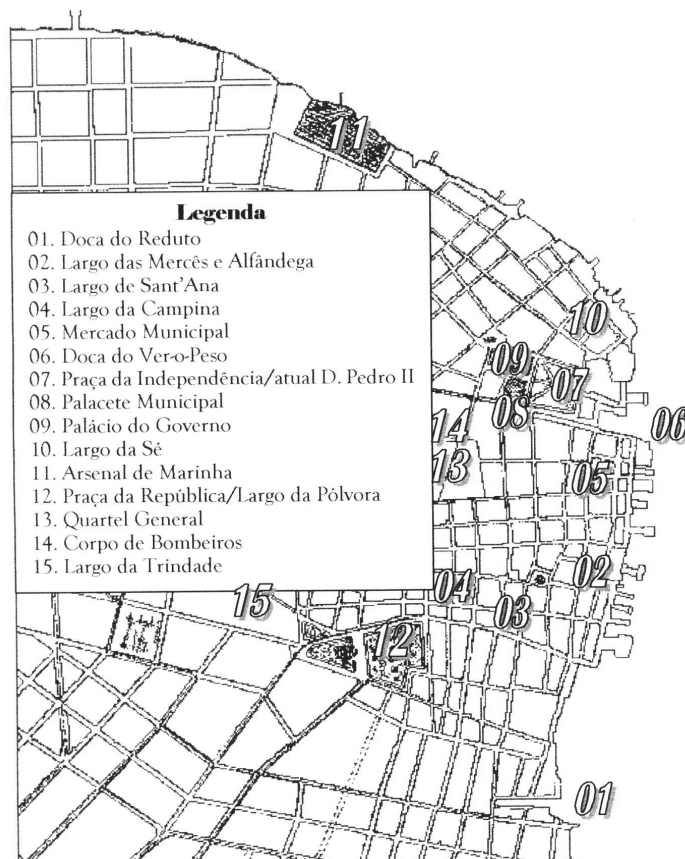 11
Legenda
01. Doca do Reduto
02. Largo das Mercês e Alfândega
03. Largo de Sant'Ana
04. Largo da Campina
05. Mercado Municipal
06. Doca do Ver-o-Peso
07. Praça da Independência/atual D. Pedro II
08. Palacete Municipal
09. Palácio do Governo
10. Largo da Sé
11. Arsenal de Marinha
12. Praça da República/Largo da Pólvora
13. Quartel General
14. Corpo de Bombeiros
15. Largo da Trindade
10
09
07
08
14
06
13
05
02
04
15
03
12
01